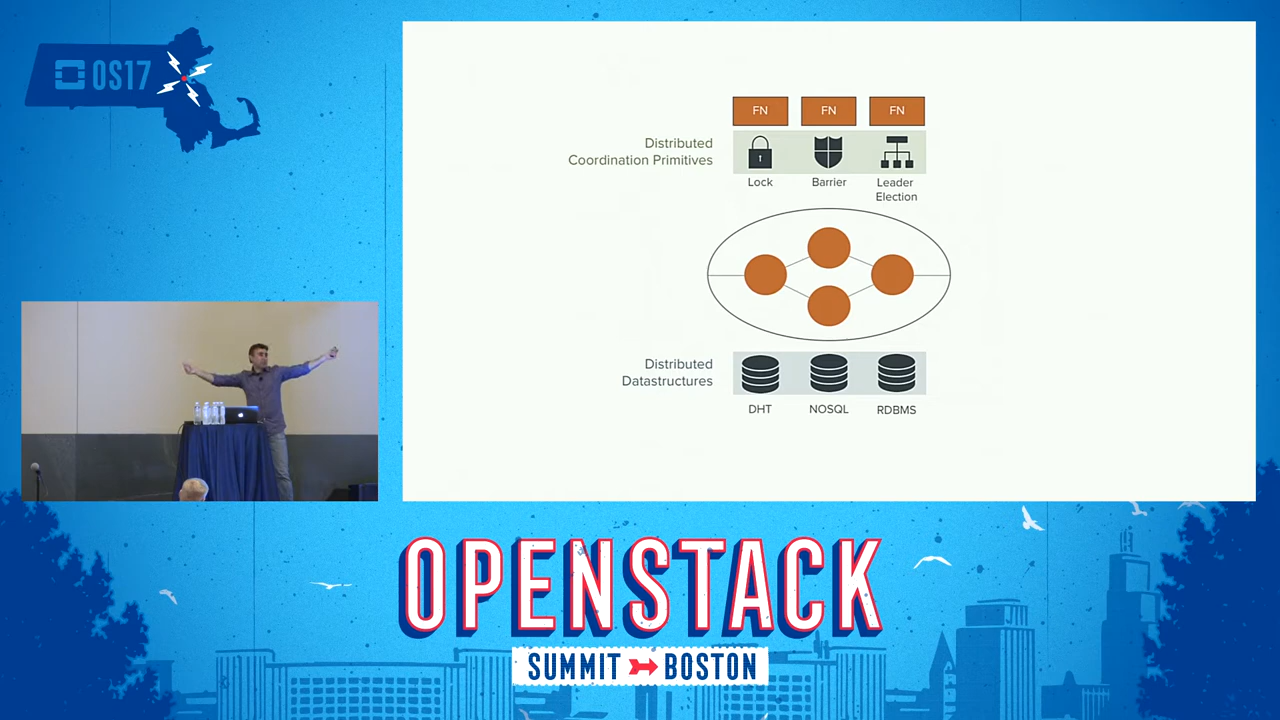 OS17
FN FN FN
Distributed
Coordination Primitives
Lock Barrier Leader
Election
Distributed
Datastructures
DHT NOSQL RDBMS
OPENSTACK
SUMMIT BOSTON